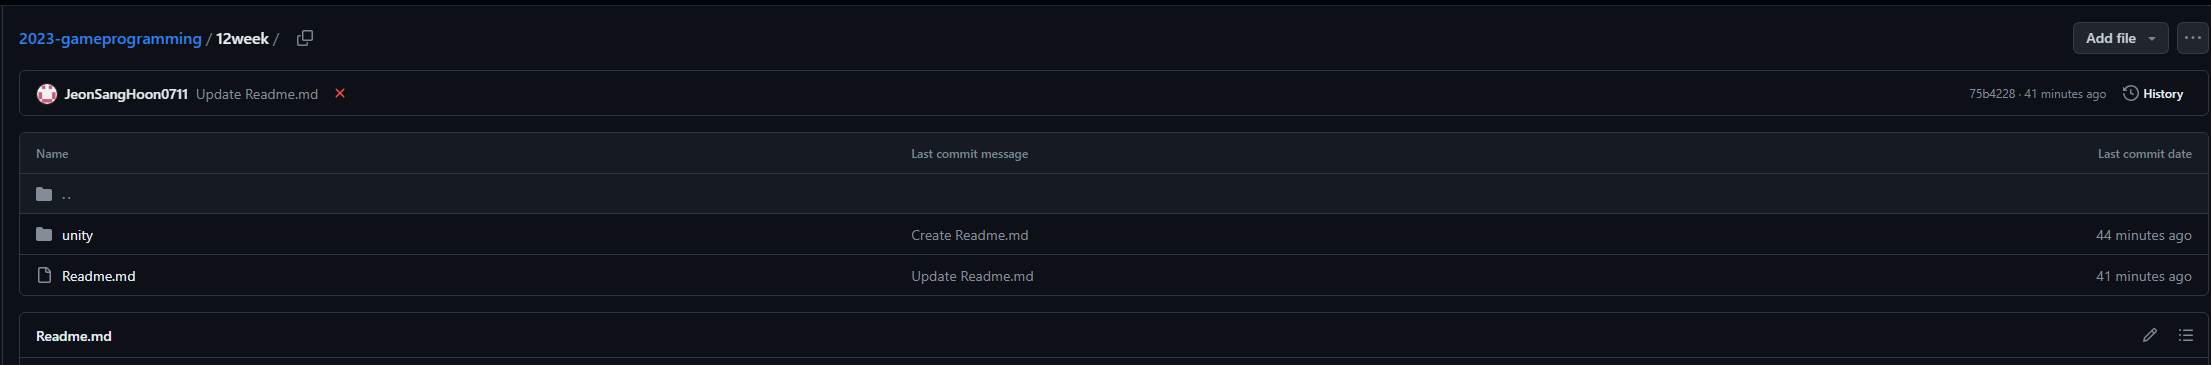 2023-gameprogramming / 12week /
Add file
JeonSangHoon0711 Update Readme.md
75b4228 · 41 minutes ago History
Name Last commit message Last commit date
..
unity Create Readme.md 44 minutes ago
Readme.md Update Readme.md 41 minutes ago
Readme.md